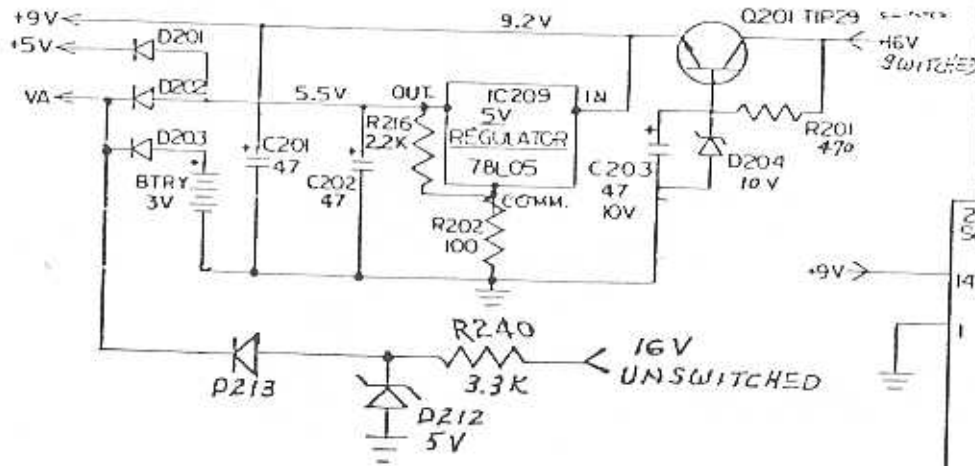 +9V
9.2V
Q201 TIP29
+16V
SWITCHED
D201
+5V
D202
VA
5.5V
OUT
IC209
5V
REGULATOR
78L05
IN
R216
2.2K
R201
470
D203
BTRY
3V
C201
47
C202
47
C203
47
10V
D204
10V
COMM.
R202
100
+9V
14
1
R240
3.3K
16V
UNSWITCHED
D213
D212
5V